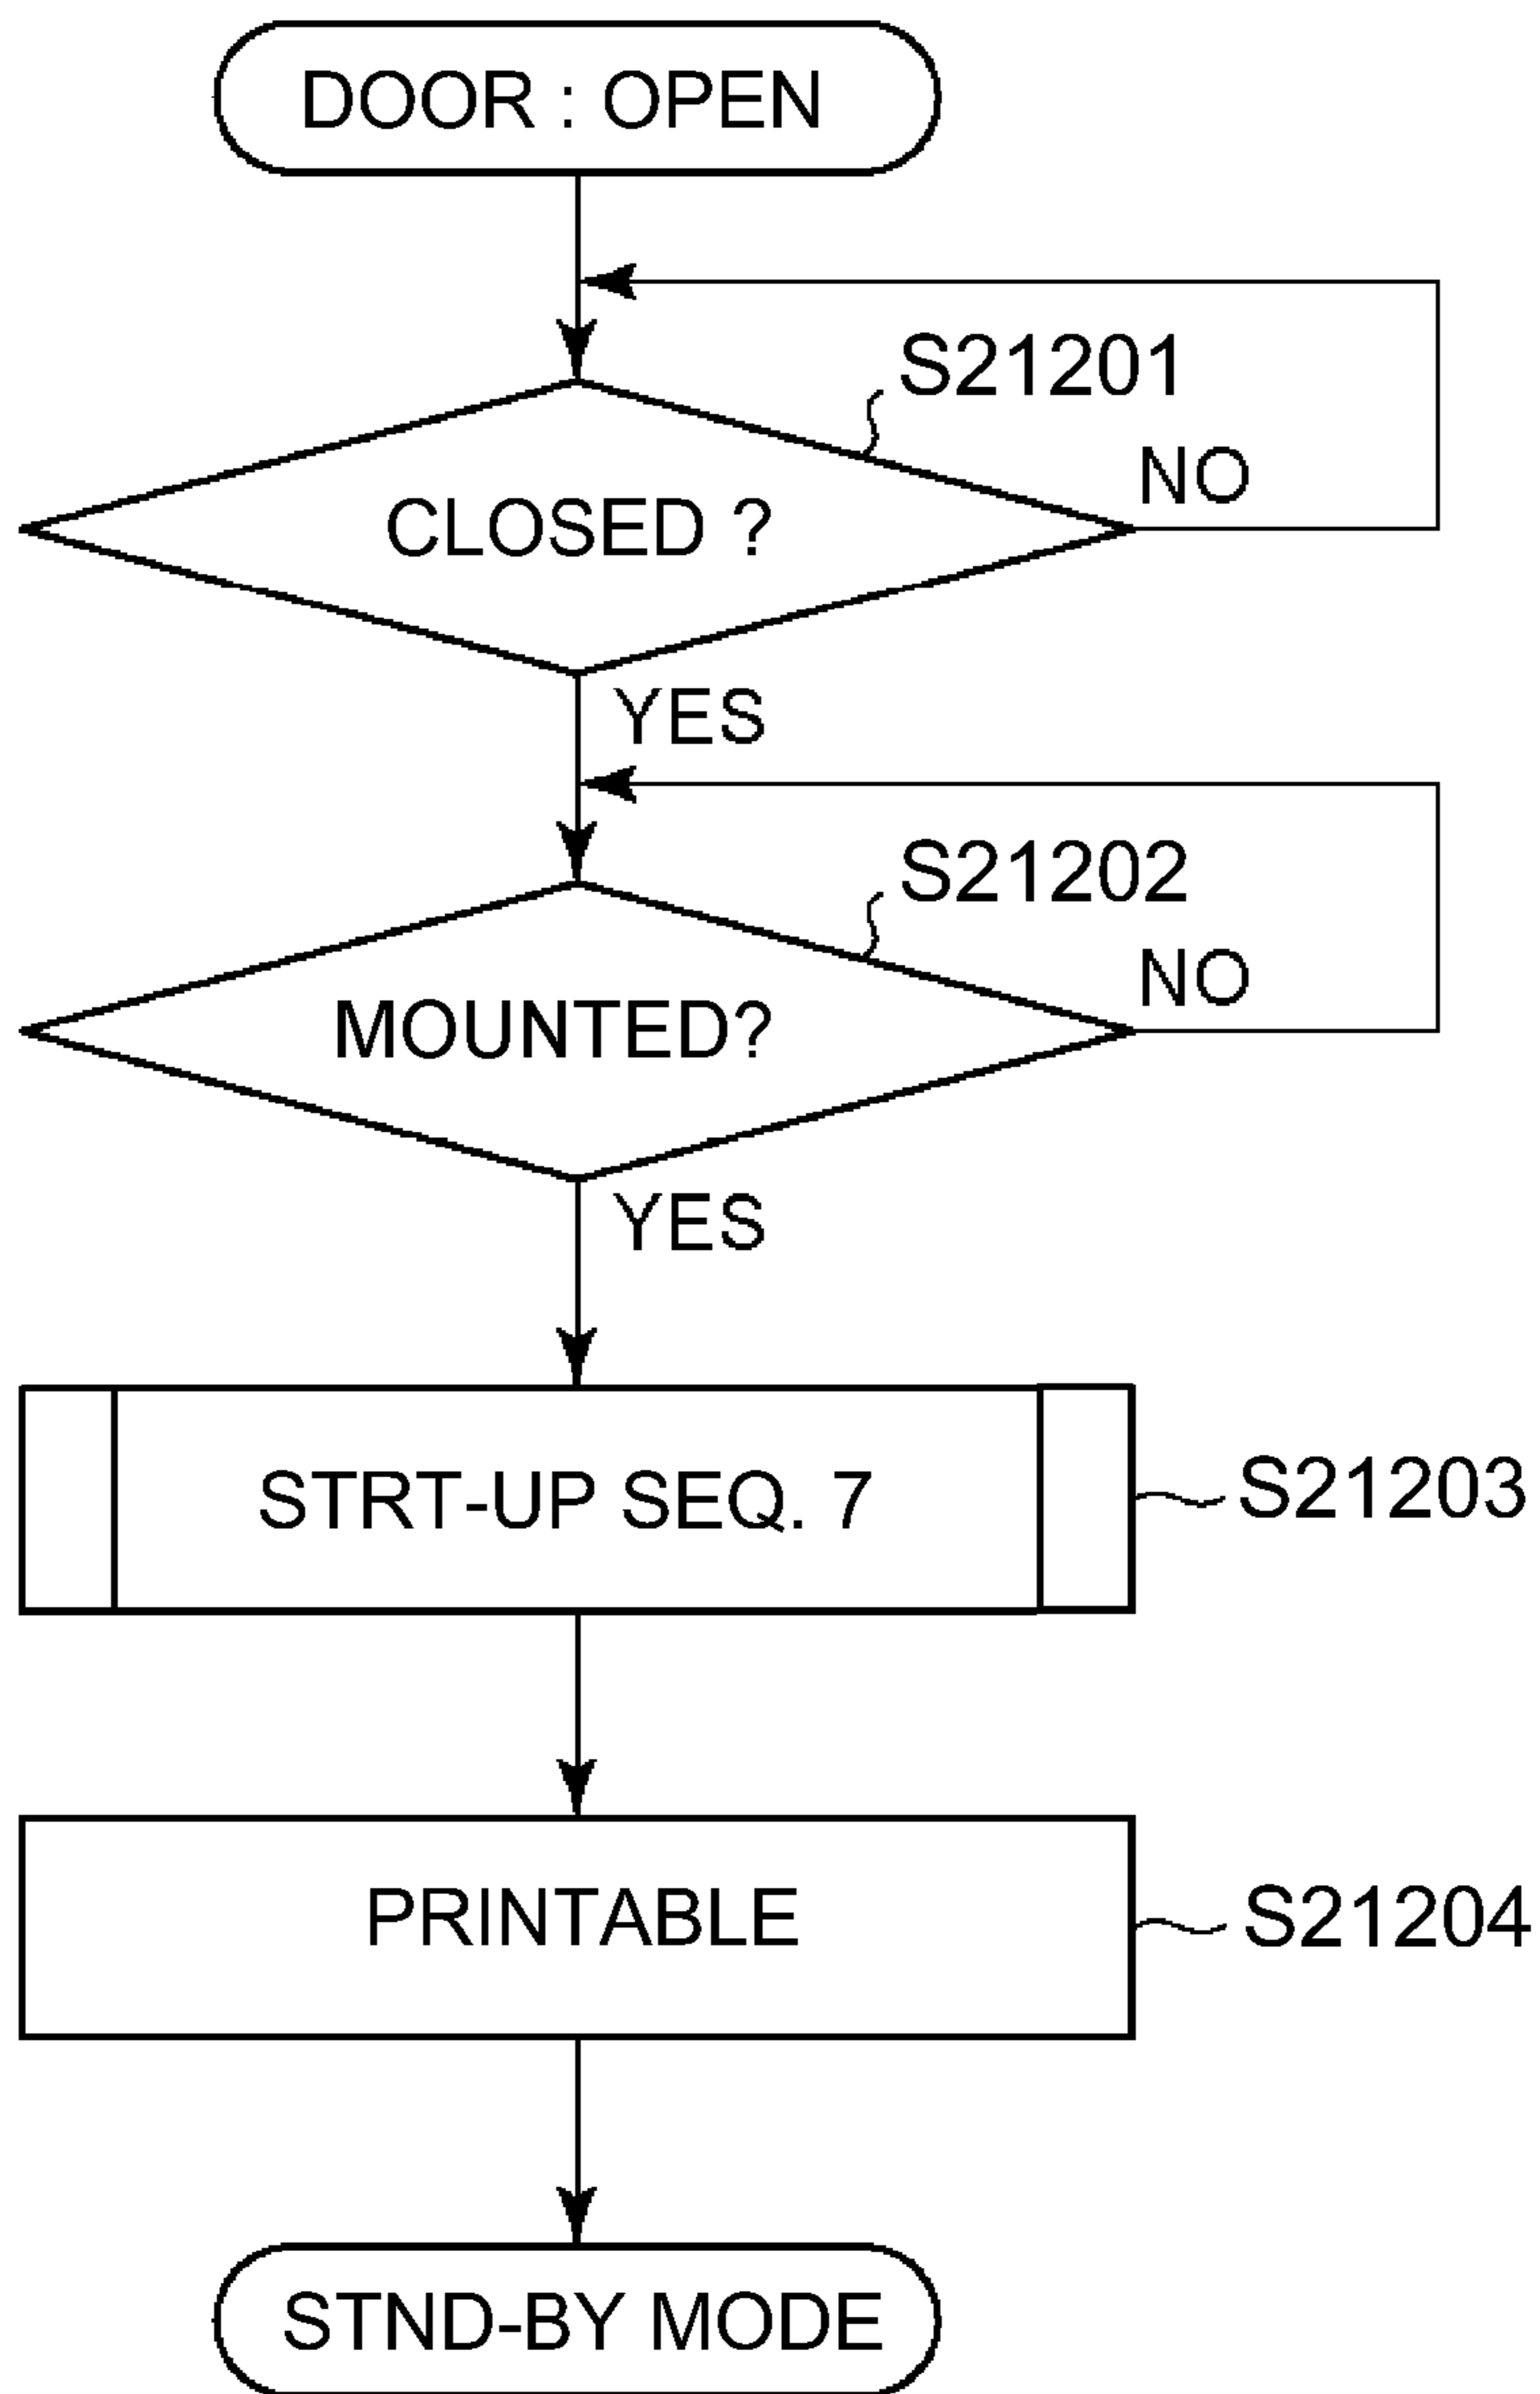 DOOR : OPEN
S21201
NO
CLOSED ?
YES
S21202
NO
MOUNTED?
YES
STRT-UP SEQ. 7
S21203
PRINTABLE
S21204
STND-BY MODE